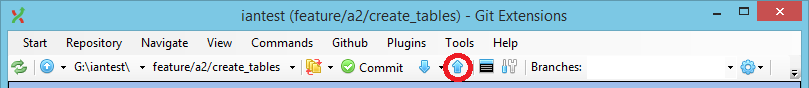 iantest (feature/a2/create_tables) - Git Extensions
Start Repository Navigate View Commands Github Plugins Tools Help
G:\iantest\ feature/a2/create_tables Commit Branches: